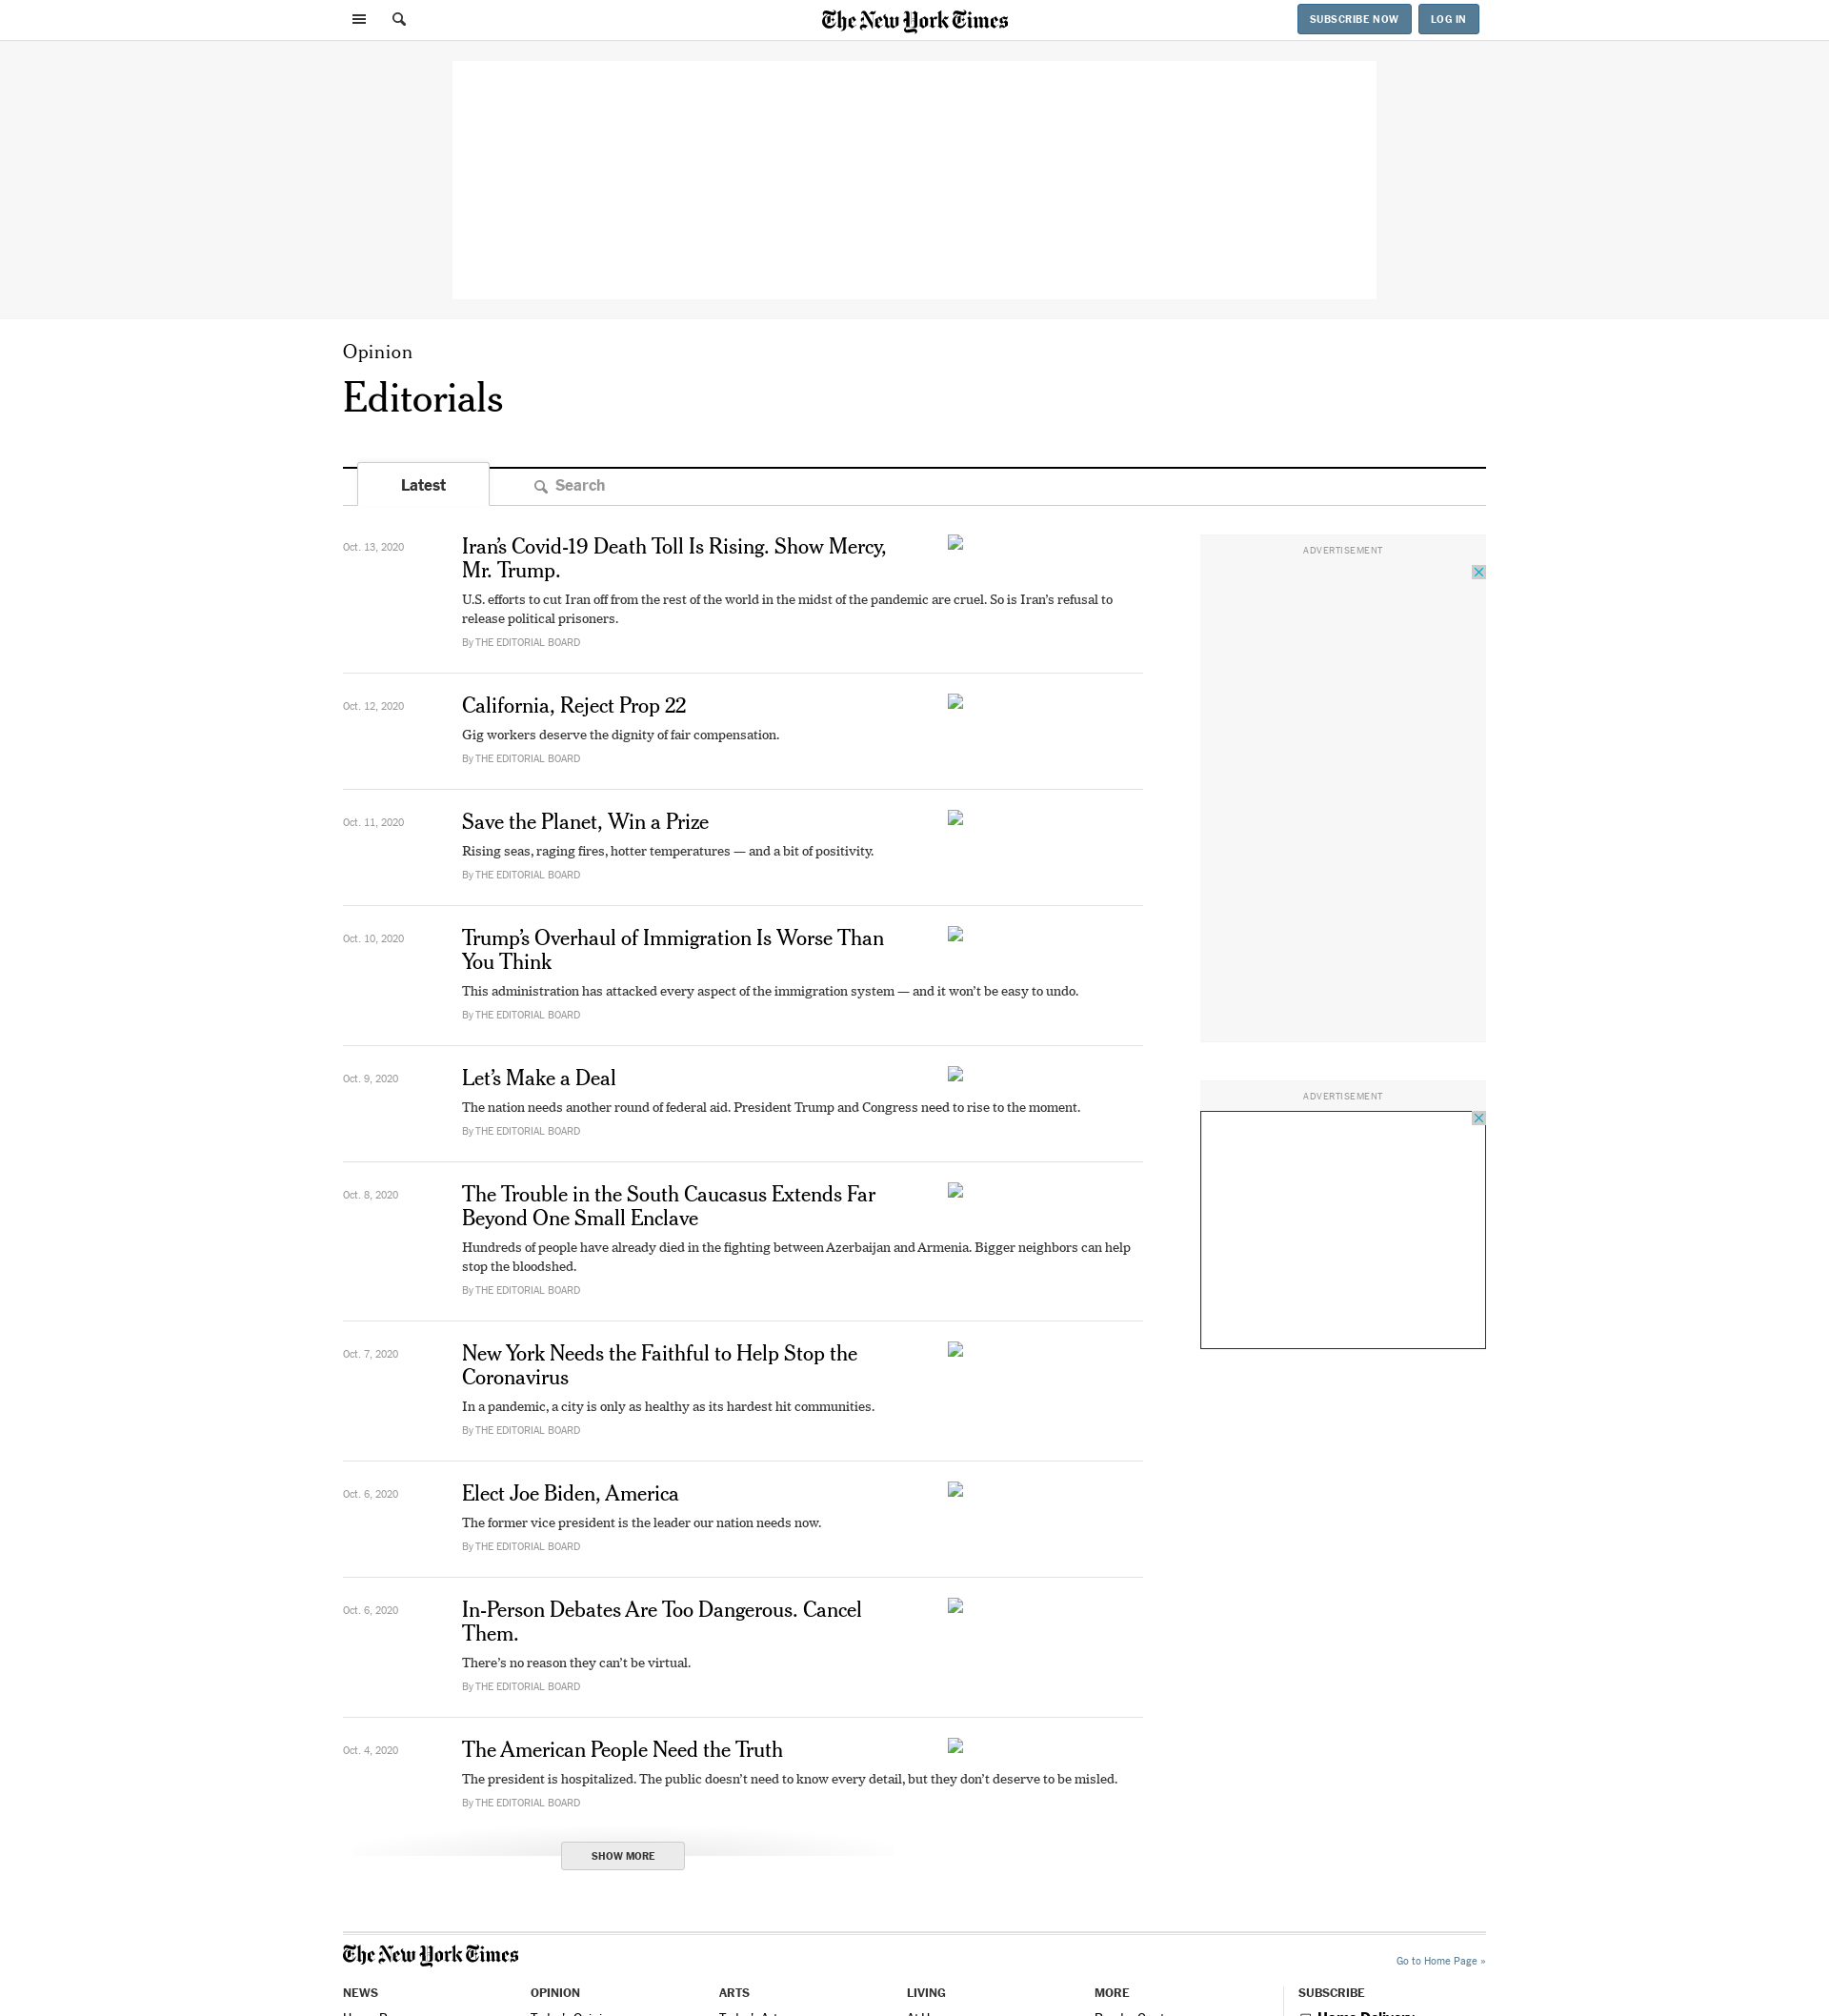 The New York Times
SUBSCRIBE NOW
LOG IN
Opinion
Editorials
Latest
Search
Oct. 13, 2020
Iran’s Covid-19 Death Toll Is Rising. Show Mercy,
Mr. Trump.
U.S. efforts to cut Iran off from the rest of the world in the midst of the pandemic are cruel. So is Iran’s refusal to
release political prisoners.
By THE EDITORIAL BOARD
Oct. 12, 2020
California, Reject Prop 22
Gig workers deserve the dignity of fair compensation.
By THE EDITORIAL BOARD
Oct. 11, 2020
Save the Planet, Win a Prize
Rising seas, raging fires, hotter temperatures — and a bit of positivity.
By THE EDITORIAL BOARD
Oct. 10, 2020
Trump’s Overhaul of Immigration Is Worse Than
You Think
This administration has attacked every aspect of the immigration system — and it won’t be easy to undo.
By THE EDITORIAL BOARD
Oct. 9, 2020
Let’s Make a Deal
The nation needs another round of federal aid. President Trump and Congress need to rise to the moment.
By THE EDITORIAL BOARD
Oct. 8, 2020
The Trouble in the South Caucasus Extends Far
Beyond One Small Enclave
Hundreds of people have already died in the fighting between Azerbaijan and Armenia. Bigger neighbors can help
stop the bloodshed.
By THE EDITORIAL BOARD
Oct. 7, 2020
New York Needs the Faithful to Help Stop the
Coronavirus
In a pandemic, a city is only as healthy as its hardest hit communities.
By THE EDITORIAL BOARD
Oct. 6, 2020
Elect Joe Biden, America
The former vice president is the leader our nation needs now.
By THE EDITORIAL BOARD
Oct. 6, 2020
In-Person Debates Are Too Dangerous. Cancel
Them.
There’s no reason they can’t be virtual.
By THE EDITORIAL BOARD
Oct. 4, 2020
The American People Need the Truth
The president is hospitalized. The public doesn’t need to know every detail, but they don’t deserve to be misled.
By THE EDITORIAL BOARD
SHOW MORE
ADVERTISEMENT
ADVERTISEMENT
The New York Times
Go to Home Page »
NEWS
OPINION
ARTS
LIVING
MORE
SUBSCRIBE
Home Delivery